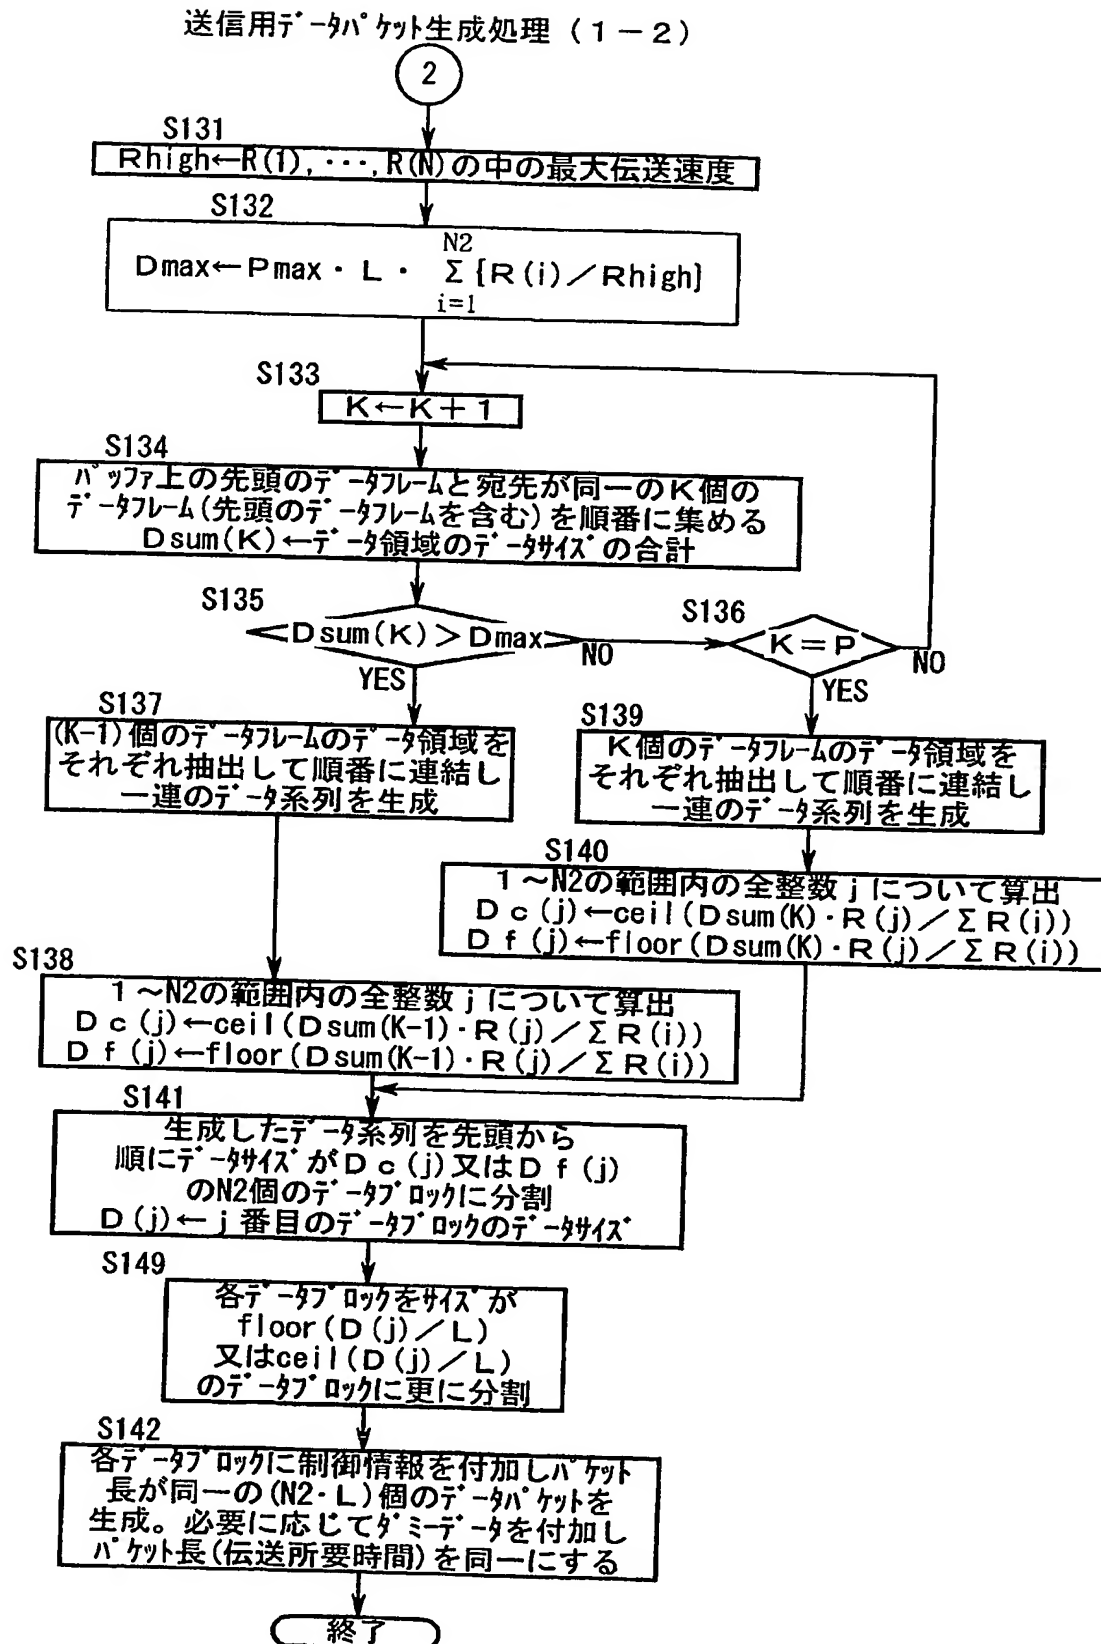 送信用ﾃﾞｰﾀﾊﾟｹｯﾄ生成処理（１－２）
2
S131
Rhigh←R(1),･･･,R(N)の中の最大伝送速度
S132
Dmax←Pmax・L・ Σ [R(i)／Rhigh]
N2
i=1
S133
K←K＋1
S134
ﾊﾞｯﾌｧ上の先頭のﾃﾞｰﾀﾌﾚｰﾑと宛先が同一のK個の
ﾃﾞｰﾀﾌﾚｰﾑ(先頭のﾃﾞｰﾀﾌﾚｰﾑを含む)を順番に集める
Dsum(K)←ﾃﾞｰﾀ領域のﾃﾞｰﾀｻｲｽﾞの合計
S135
Dsum(K)＞Dmax
NO
YES
S136
K＝P
NO
YES
S137
(K-1)個のﾃﾞｰﾀﾌﾚｰﾑのﾃﾞｰﾀ領域を
それぞれ抽出して順番に連結し
一連のﾃﾞｰﾀ系列を生成
S139
K個のﾃﾞｰﾀﾌﾚｰﾑのﾃﾞｰﾀ領域を
それぞれ抽出して順番に連結し
一連のﾃﾞｰﾀ系列を生成
S140
1～N2の範囲内の全整数jについて算出
Dc(j)←ceil(Dsum(K)・R(j)／ΣR(i))
Df(j)←floor(Dsum(K)・R(j)／ΣR(i))
S138
1～N2の範囲内の全整数jについて算出
Dc(j)←ceil(Dsum(K-1)・R(j)／ΣR(i))
Df(j)←floor(Dsum(K-1)・R(j)／ΣR(i))
S141
生成したﾃﾞｰﾀ系列を先頭から
順にﾃﾞｰﾀｻｲｽﾞがDc(j)又はDf(j)
のN2個のﾃﾞｰﾀﾌﾞﾛｯｸに分割
D(j)←j番目のﾃﾞｰﾀﾌﾞﾛｯｸのﾃﾞｰﾀｻｲｽﾞ
S149
各ﾃﾞｰﾀﾌﾞﾛｯｸをｻｲｽﾞが
floor(D(j)／L)
又はceil(D(j)／L)
のﾃﾞｰﾀﾌﾞﾛｯｸに更に分割
S142
各ﾃﾞｰﾀﾌﾞﾛｯｸに制御情報を付加しﾊﾟｹｯﾄ
長が同一の(N2・L)個のﾃﾞｰﾀﾊﾟｹｯﾄを
生成。必要に応じてﾀﾞﾐｰﾃﾞｰﾀを付加し
ﾊﾟｹｯﾄ長(伝送所要時間)を同一にする
終了